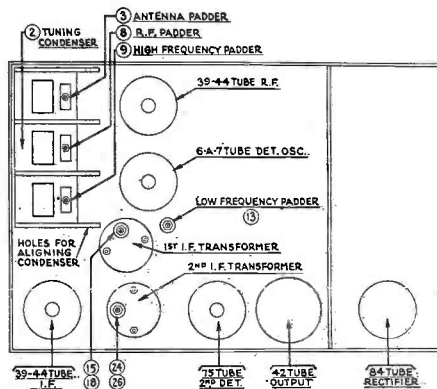 ③ ANTENNA PADDER
② TUNING CONDENSER
⑧ R.F. PADDER
⑨ HIGH FREQUENCY PADDER
39-44 TUBE R.F.
6-A-7 TUBE DET. OSC.
LOW FREQUENCY PADDER
⑬
HOLES FOR
ALIGNING
CONDENSER
1ST I.F. TRANSFORMER
2ND I.F. TRANSFORMER
39-44 TUBE
I.F.
⑮
⑱
㉔
㉖
75 TUBE
2ND DET.
42 TUBE
OUTPUT
84 TUBE
RECTIFIER